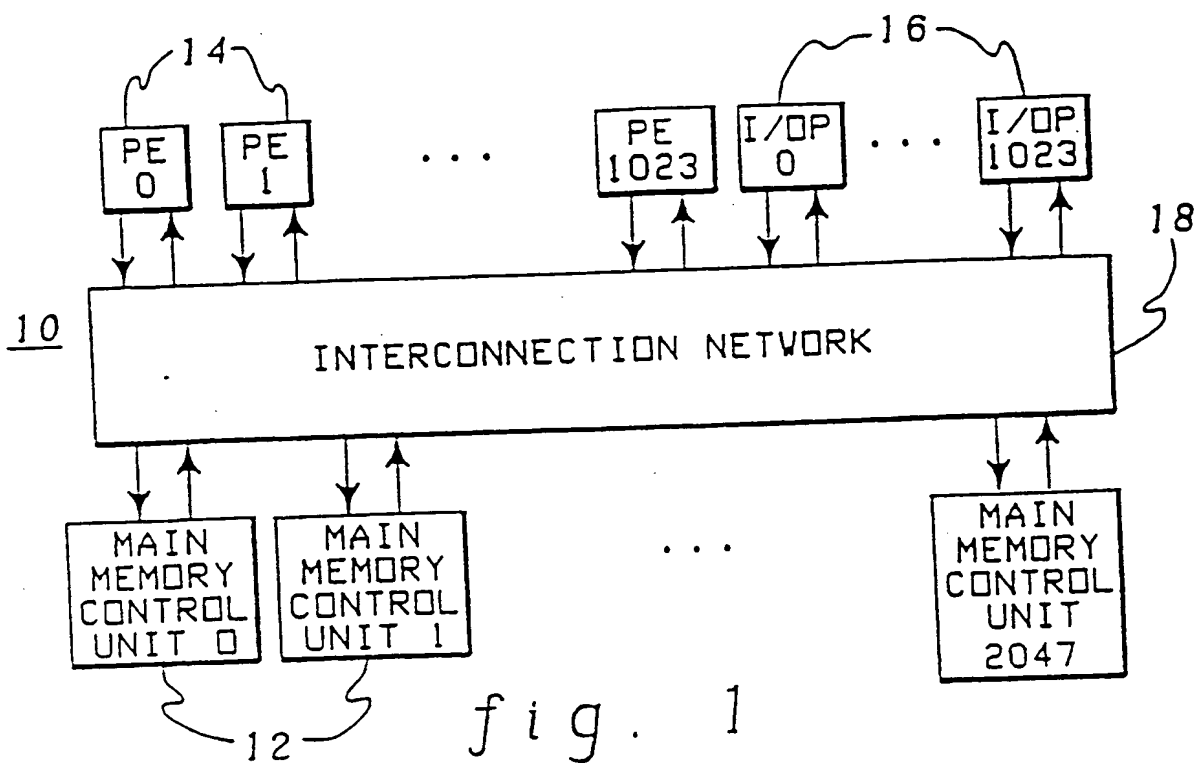 14
16
PE
0
PE
1
. . .
PE
1023
I/OP
0
. . .
I/OP
1023
18
10
INTERCONNECTION NETWORK
MAIN
MEMORY
CONTROL
UNIT 0
MAIN
MEMORY
CONTROL
UNIT 1
. . .
MAIN
MEMORY
CONTROL
UNIT
2047
12
fig. 1